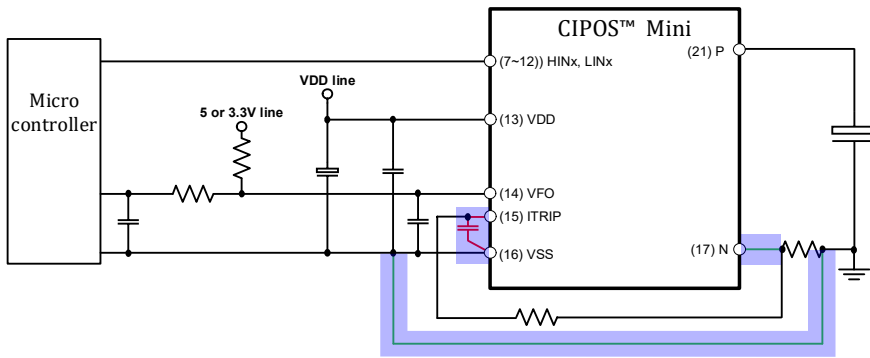 CIPOS™ Mini
(21) P
(7~12)) HINx, LINx
VDD line
Micro
controller
5 or 3.3V line
(13) VDD
(14) VFO
(15) ITRIP
(16) VSS
(17) N